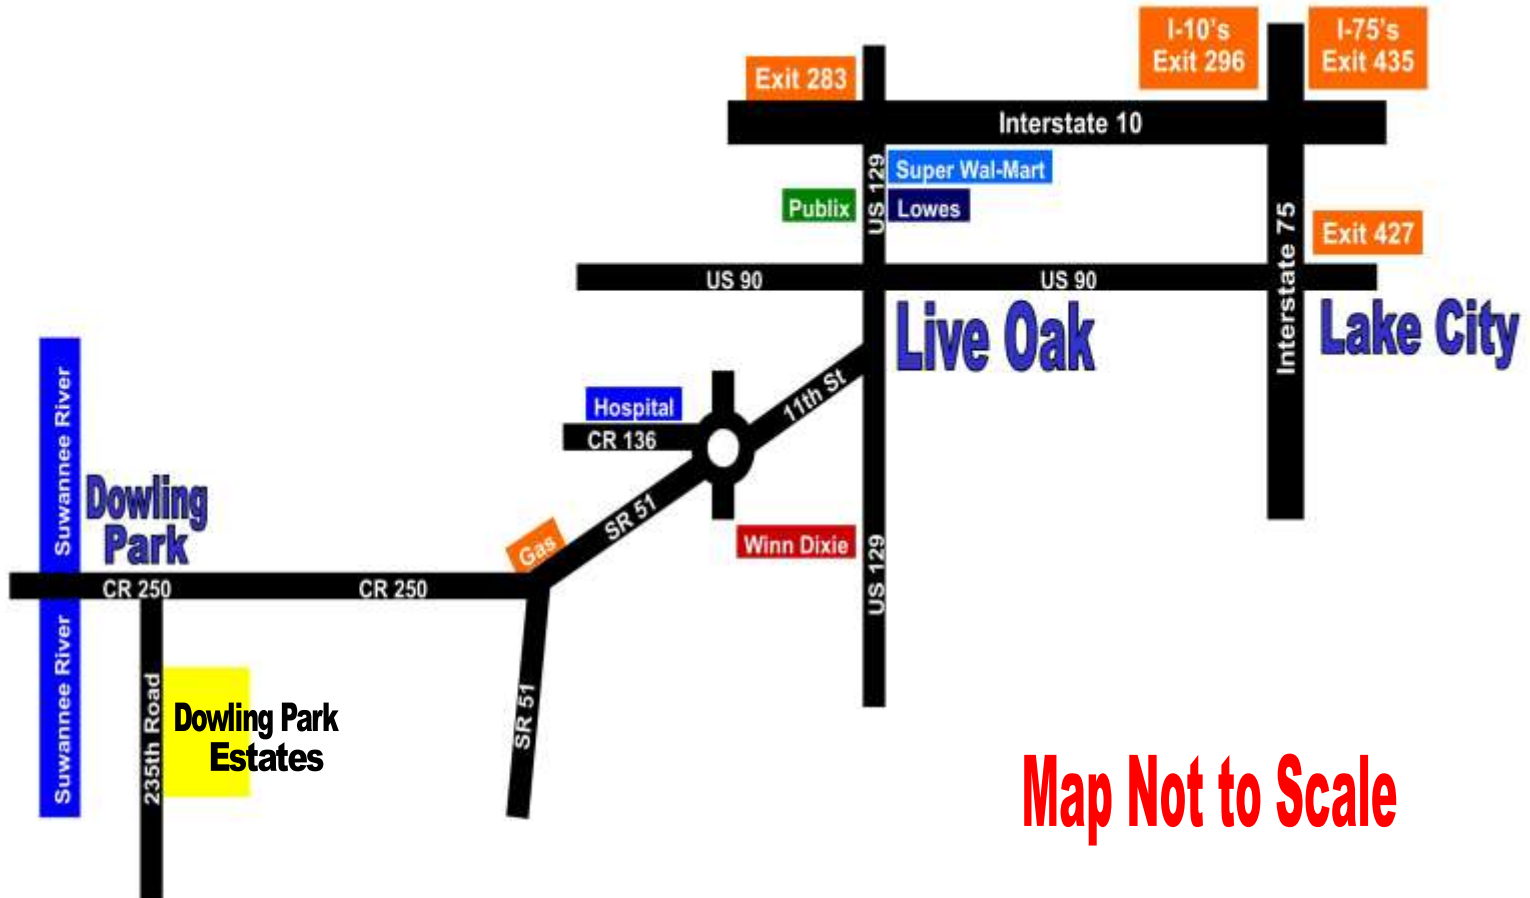 I-10's
Exit 296
I-75's
Exit 435
Exit 283
Interstate 10
US 129
Super Wal-Mart
Publix
Lowes
Interstate 75
Exit 427
US 90
US 90
Live Oak
Lake City
Suwannee River
Hospital
CR 136
11th St
Dowling
Park
SR 51
Gas
Winn Dixie
US 129
CR 250
CR 250
Suwannee River
235th Road
Dowling Park
Estates
SR 51
Map Not to Scale